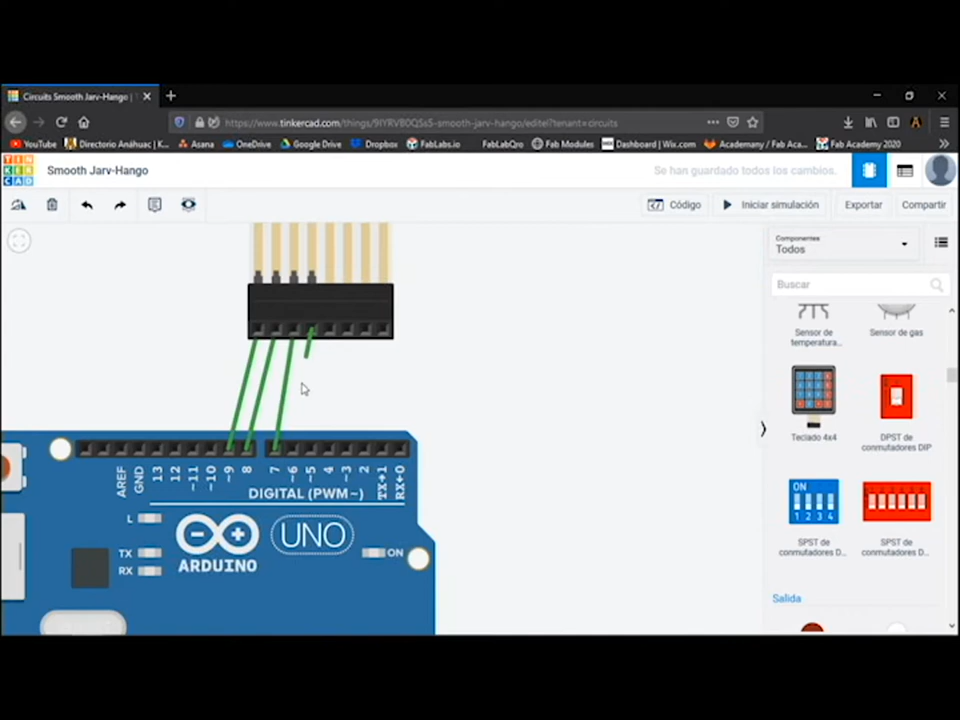 Circuits Smooth Jarv-Hango |
https://www.tinkercad.com/things/9IYRVB0QSs5-smooth-jarv-hango/editel?tenant=circuits
YouTube Directorio Anáhuac | K... Asana OneDrive Google Drive Dropbox FabLabs.io FabLabQro Fab Modules Dashboard | Wix.com Academany / Fab Aca... Fab Academy 2020
TIN
KER
CAD
Smooth Jarv-Hango
Se han guardado todos los cambios.
Código
Iniciar simulación
Exportar
Compartir
Componentes
Todos
Buscar
Sensor de temperatura...
Sensor de gas
Teclado 4x4
DPST de conmutadores DIP
ON
1 2 3 4
SPST de conmutadores D...
SPST de conmutadores D...
Salida
AREF
GND
13
12
~11
~10
~9
8
7
~6
~5
4
~3
2
TX→1
RX←0
DIGITAL (PWM~)
L
TX
RX
ARDUINO
UNO
ON